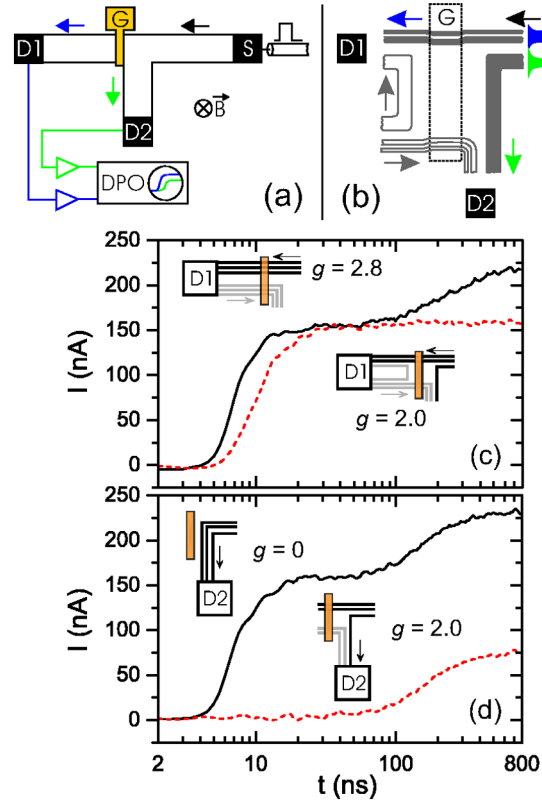 D1
G
S
D2
B
DPO
(a)
G
D1
D2
(b)
250
200
150
100
50
0
I (nA)
D1
g = 2.8
D1
g = 2.0
(c)
250
200
150
100
50
0
I (nA)
g = 0
D2
g = 2.0
D2
(d)
2
10
100
800
t (ns)